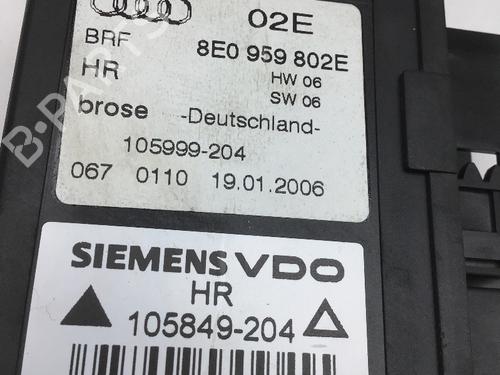 02E
BRF 8E0 959 802E
HR HW 06
SW 06
brose -Deutschland-
105999-204
067 0110 19.01.2006
SIEMENS VDO
HR
105849-204
B-PARTS